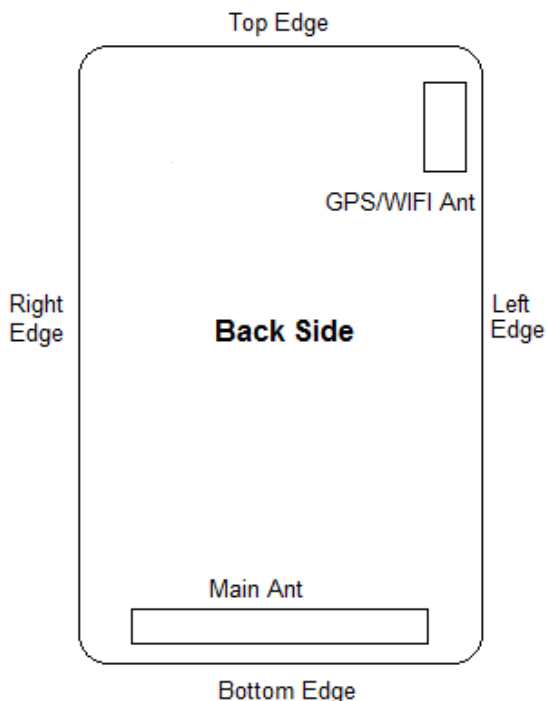 Top Edge
GPS/WIFI Ant
Right
Edge
Back Side
Left
Edge
Main Ant
Bottom Edge